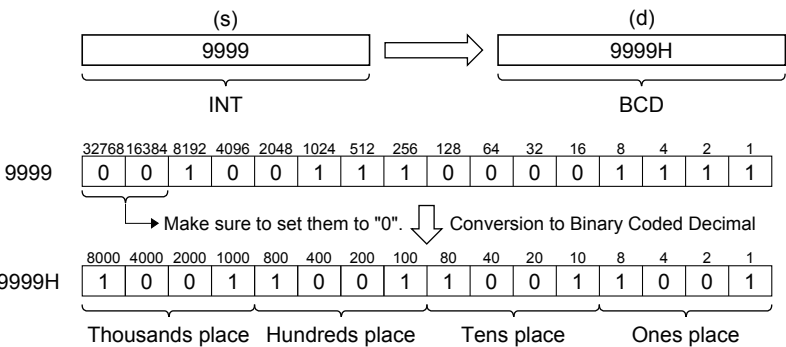 (s) (d)
9999 9999H
INT BCD
32768 16384 8192 4096 2048 1024 512 256 128 64 32 16 8 4 2 1
9999 0 0 1 0 0 1 1 1 0 0 0 0 1 1 1 1
Make sure to set them to "0". Conversion to Binary Coded Decimal
8000 4000 2000 1000 800 400 200 100 80 40 20 10 8 4 2 1
9999H 1 0 0 1 1 0 0 1 1 0 0 1 1 0 0 1
Thousands place Hundreds place Tens place Ones place